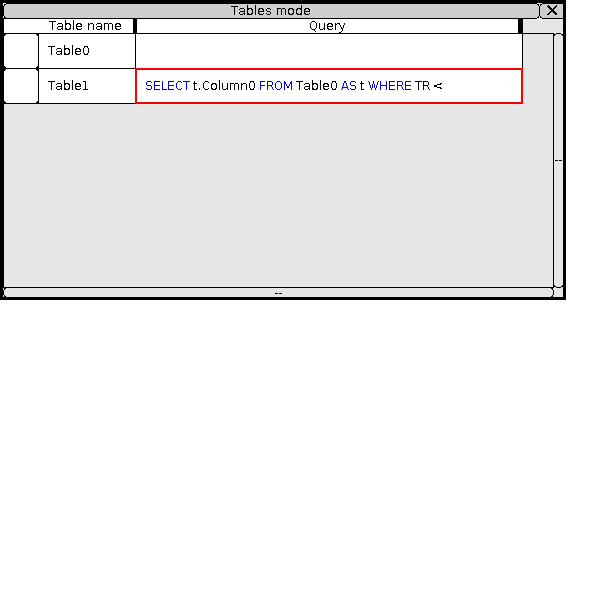 Tables mode
Table name Query
Table0
Table1 SELECT t.Column0 FROM Table0 AS t WHERE TR <
--
--